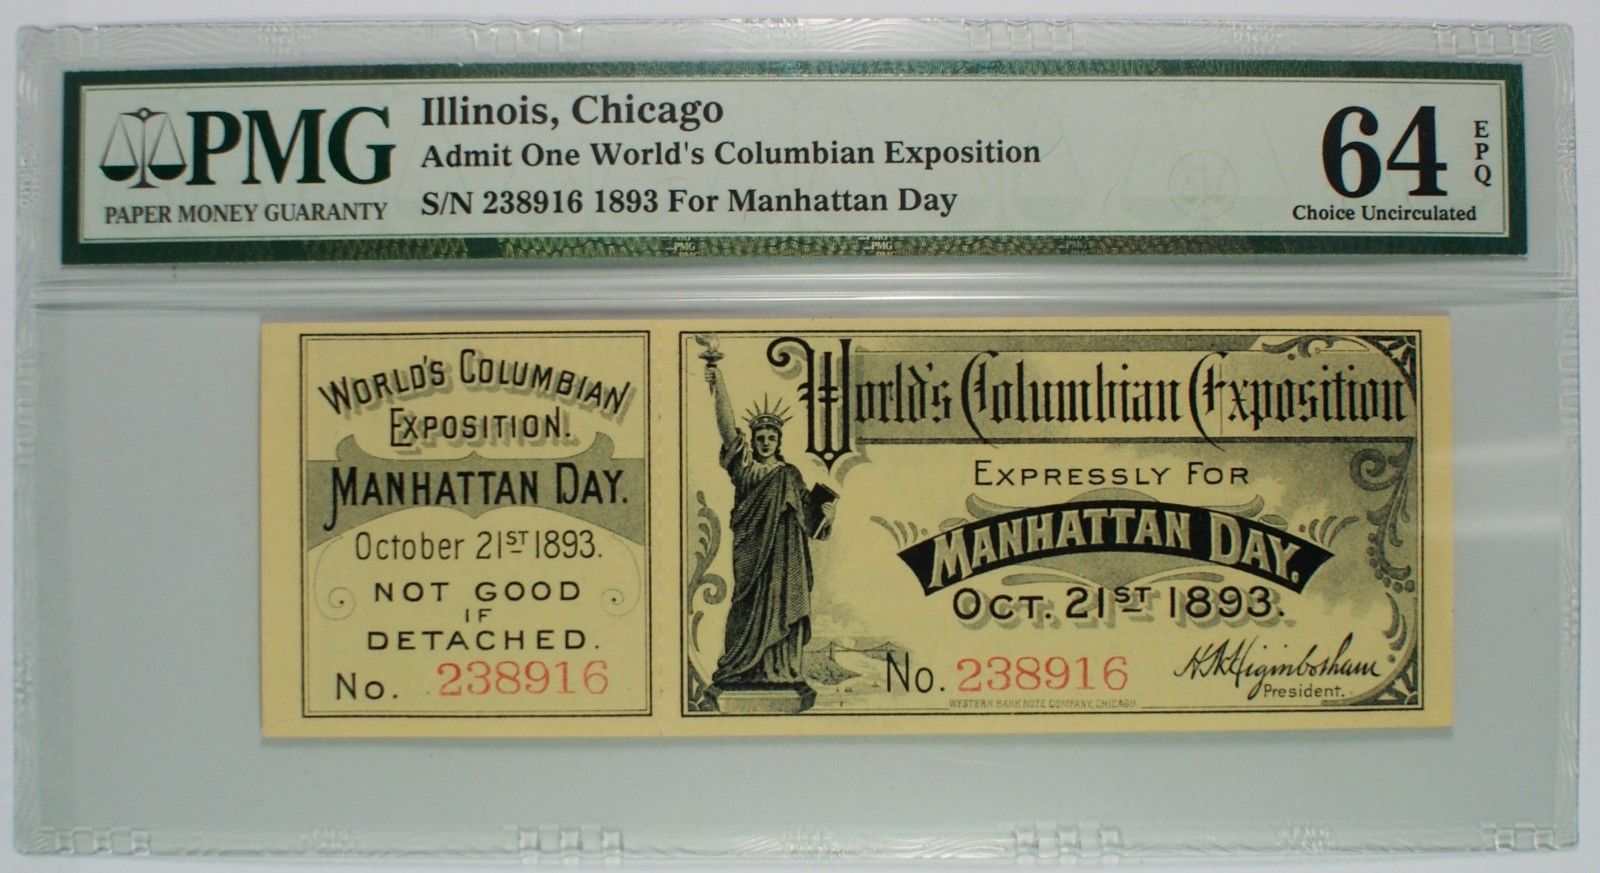 PMG
PAPER MONEY GUARANTY
Illinois, Chicago
Admit One World's Columbian Exposition
S/N 238916 1893 For Manhattan Day
64
EPQ
Choice Uncirculated
PMG
PMG
WORLD'S COLUMBIAN
EXPOSITION.
MANHATTAN DAY.
October 21ST 1893.
NOT GOOD
IF
DETACHED.
No. 238916
World's Columbian Exposition
EXPRESSLY FOR
MANHATTAN DAY.
OCT. 21ST 1893.
No. 238916
H.N. Higinbotham
President.
WESTERN BANK NOTE COMPANY, CHICAGO